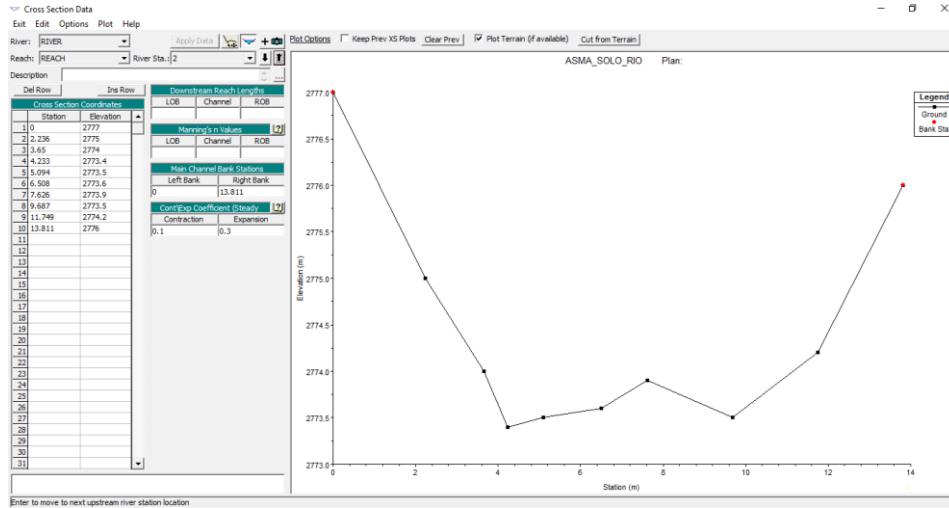 Cross Section Data
Exit Edit Options Plot Help
River: RIVER Apply Data + Plot Options Keep Prev XS Plots Clear Prev Plot Terrain (if available) Cut from Terrain
Reach: REACH River Sta.: 2
Description ...
Del Row Ins Row
Cross Section Coordinates
Station Elevation
1 0 2777
2 2.236 2775
3 3.65 2774
4 4.233 2773.4
5 5.094 2773.5
6 6.508 2773.6
7 7.626 2773.9
8 9.687 2773.5
9 11.749 2774.2
10 13.811 2776
11
12
13
14
15
16
17
18
19
20
21
22
23
24
25
26
27
28
29
30
31
Downstream Reach Lengths
LOB Channel ROB
Manning's n Values ?
LOB Channel ROB
Main Channel Bank Stations
Left Bank Right Bank
0 13.811
Cont\Exp Coefficient (Steady ?
Contraction Expansion
0.1 0.3
ASMA_SOLO_RIO Plan:
Elevation (m)
2777.0
2776.5
2776.0
2775.5
2775.0
2774.5
2774.0
2773.5
2773.0
0 2 4 6 8 10 12 14
Station (m)
Legend
Ground
Bank Sta
Enter to move to next upstream river station location